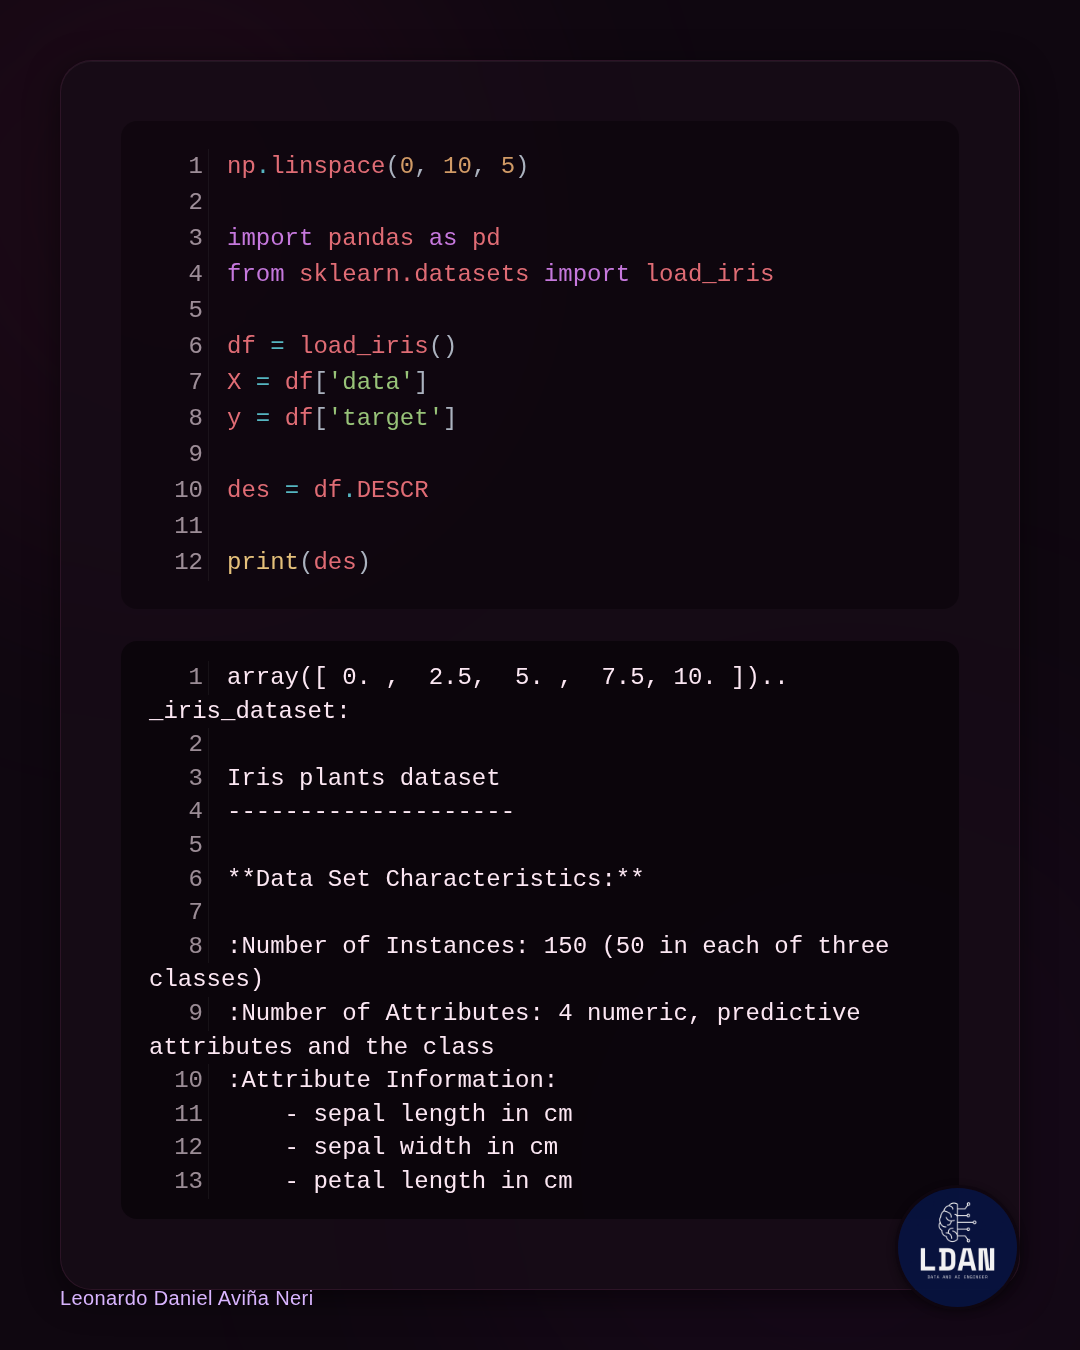 1 np.linspace(0, 10, 5)
2
3 import pandas as pd
4 from sklearn.datasets import load_iris
5
6 df = load_iris()
7 X = df['data']
8 y = df['target']
9
10 des = df.DESCR
11
12 print(des)
1 array([ 0. ,  2.5,  5. ,  7.5, 10. ])..
_iris_dataset:
2
3 Iris plants dataset
4 --------------------
5
6 **Data Set Characteristics:**
7
8 :Number of Instances: 150 (50 in each of three
classes)
9 :Number of Attributes: 4 numeric, predictive
attributes and the class
10 :Attribute Information:
11     - sepal length in cm
12     - sepal width in cm
13     - petal length in cm
LDAN
DATA AND AI ENGINEER
Leonardo Daniel Aviña Neri